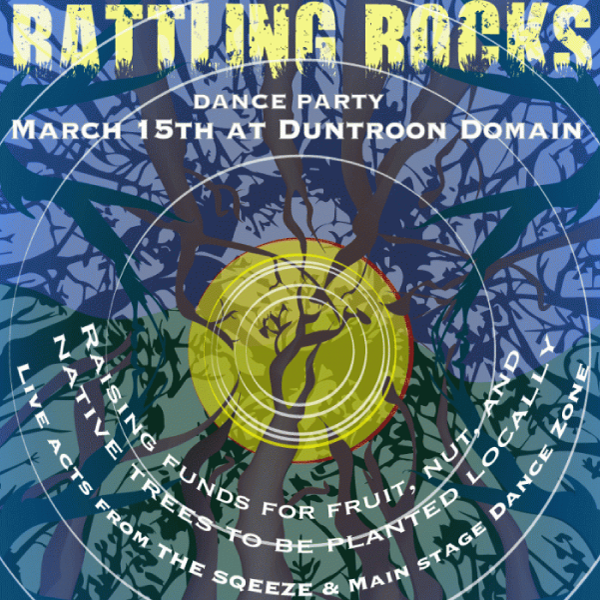 RATTLING ROCKS
DANCE PARTY
MARCH 15TH AT DUNTROON DOMAIN
RAISING FUNDS FOR FRUIT, NUT, AND
NATIVE TREES TO BE PLANTED LOCALLY
LIVE ACTS FROM THE SQEEZE & MAIN STAGE DANCE ZONE